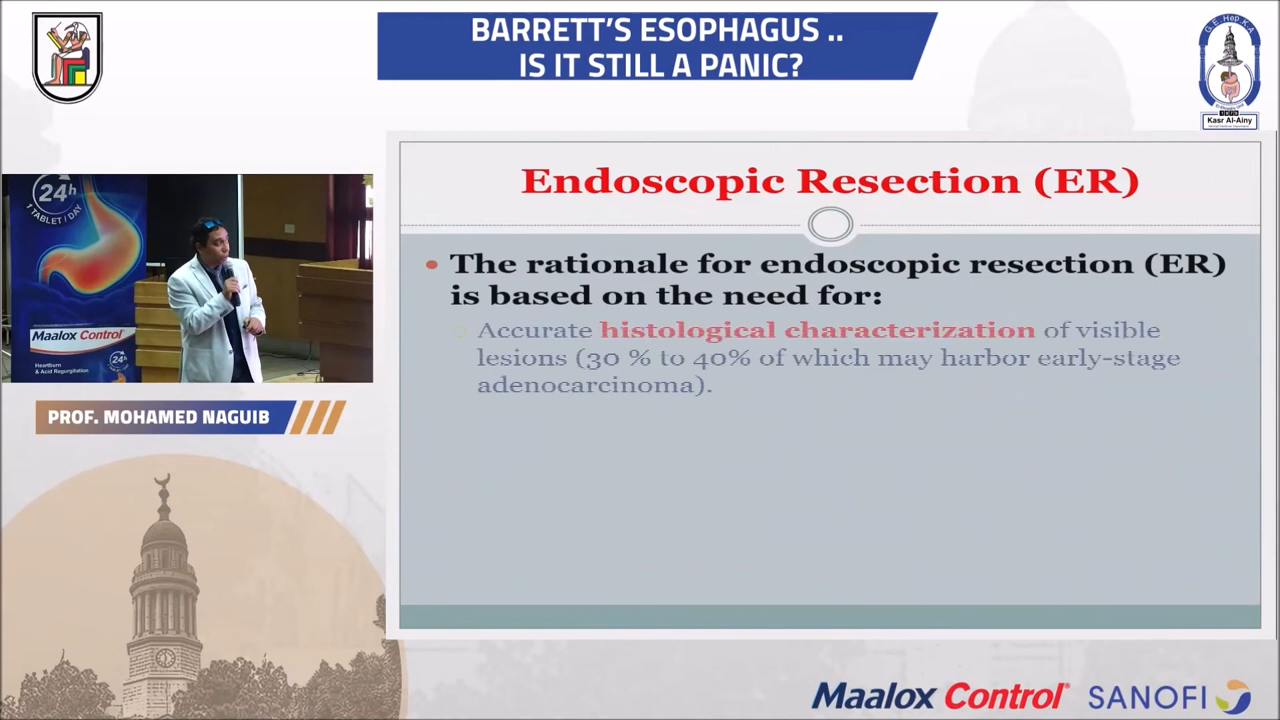 BARRETT'S ESOPHAGUS ..
IS IT STILL A PANIC?
G.E.Hep.K.A
Kasr Al-Ainy
24h
1 TABLET / DAY
Maalox Control
24h
Heartburn
& Acid Regurgitation
PROF. MOHAMED NAGUIB
Endoscopic Resection (ER)
• The rationale for endoscopic resection (ER)
is based on the need for:
Accurate histological characterization of visible
lesions (30 % to 40% of which may harbor early-stage
adenocarcinoma).
Maalox Control® SANOFI